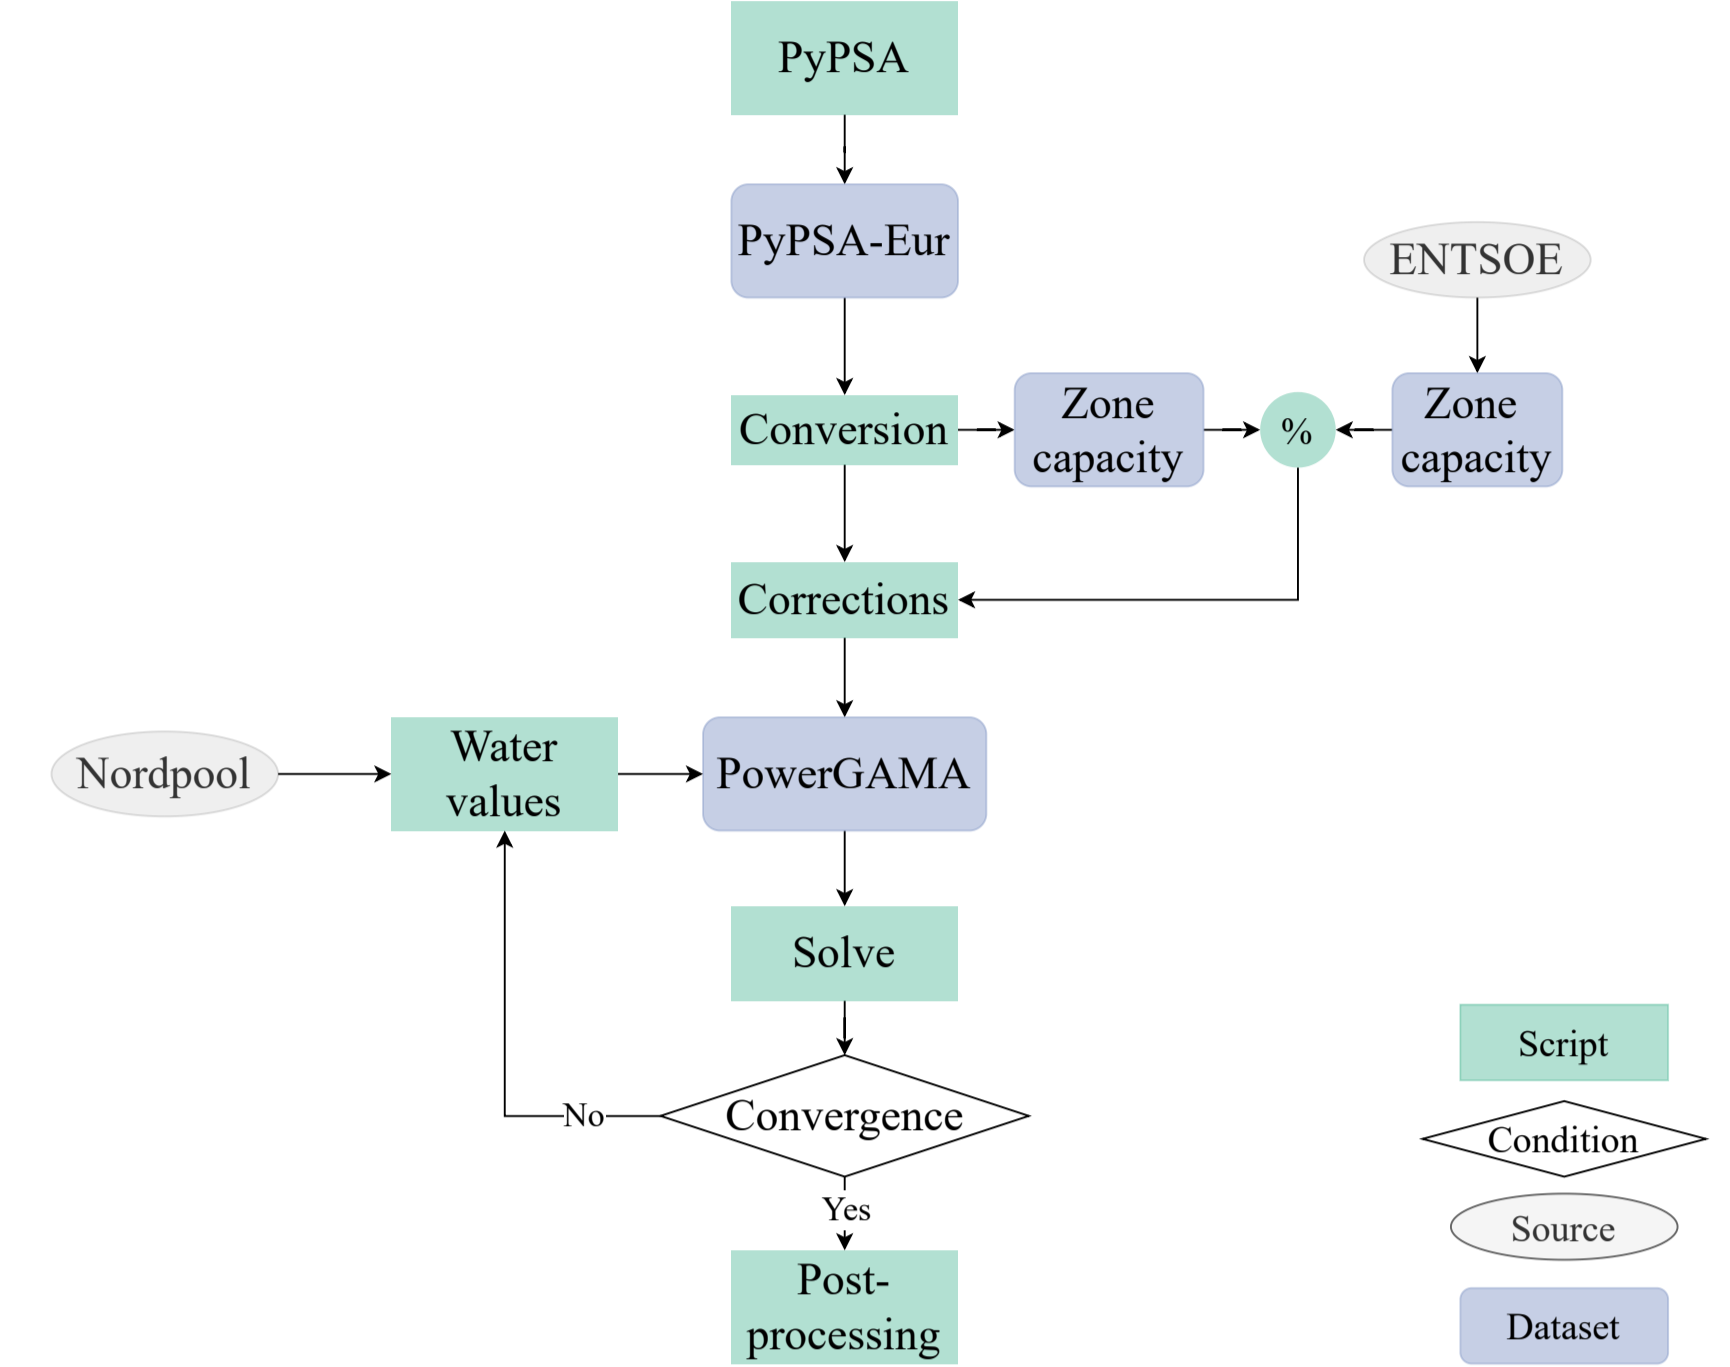 PyPSA
PyPSA-Eur
ENTSOE
Conversion
Zone
capacity
%
Zone
capacity
Corrections
Nordpool
Water
values
PowerGAMA
Solve
Convergence
No
Yes
Post-
processing
Script
Condition
Source
Dataset